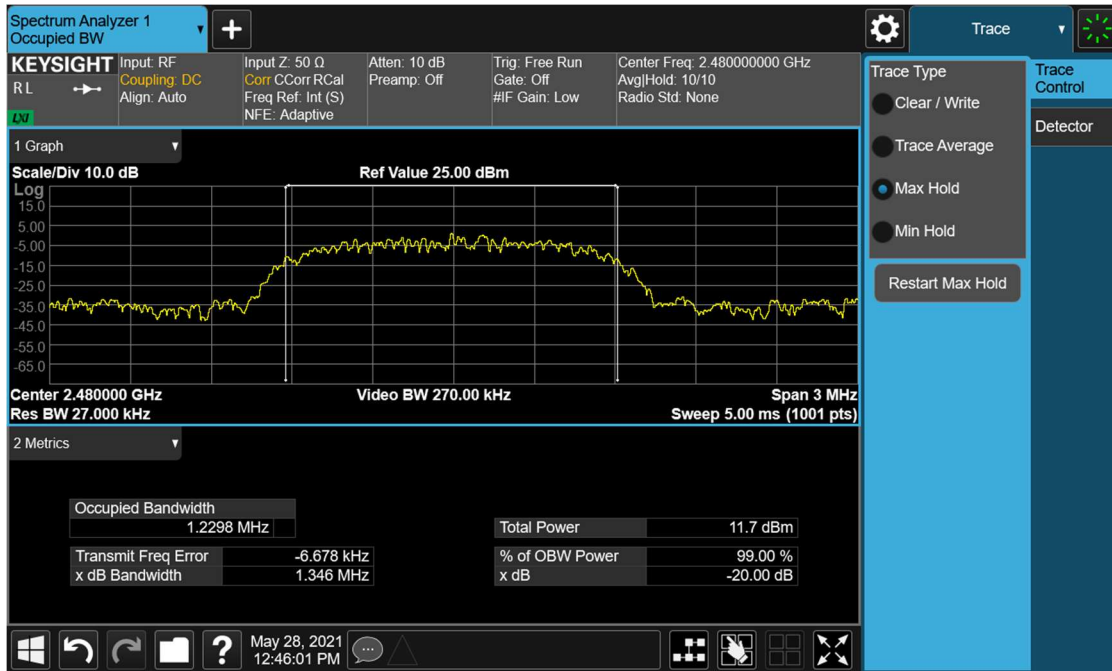 Spectrum Analyzer 1
Occupied BW
+
Trace
KEYSIGHT
RL
LXI
Input: RF
Coupling: DC
Align: Auto
Input Z: 50 Ω
Corr CCorr RCal
Freq Ref: Int (S)
NFE: Adaptive
Atten: 10 dB
Preamp: Off
Trig: Free Run
Gate: Off
#IF Gain: Low
Center Freq: 2.480000000 GHz
Avg|Hold: 10/10
Radio Std: None
Trace Type
Clear / Write
Trace Average
Max Hold
Min Hold
Restart Max Hold
Trace
Control
Detector
1 Graph
Scale/Div 10.0 dB
Ref Value 25.00 dBm
Log
15.0
5.00
-5.00
-15.0
-25.0
-35.0
-45.0
-55.0
-65.0
Center 2.480000 GHz
Video BW 270.00 kHz
Span 3 MHz
Res BW 27.000 kHz
Sweep 5.00 ms (1001 pts)
2 Metrics
Occupied Bandwidth
1.2298 MHz
Total Power 11.7 dBm
Transmit Freq Error -6.678 kHz
% of OBW Power 99.00 %
x dB Bandwidth 1.346 MHz
x dB -20.00 dB
?
May 28, 2021
12:46:01 PM